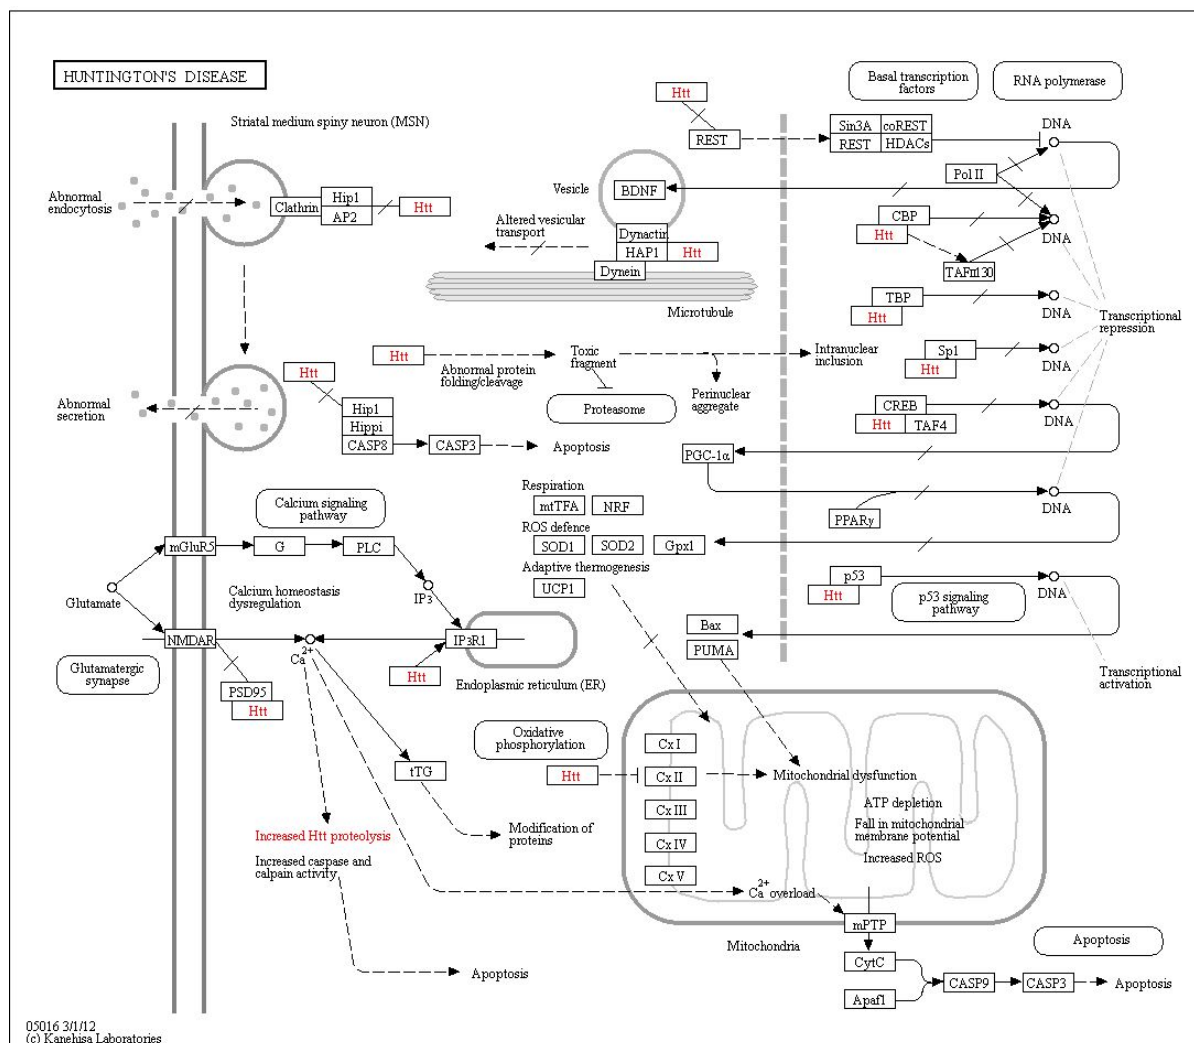 HUNTINGTON'S DISEASE
Striatal medium spiny neuron (MSN)
Abnormal
endocytosis
Clathrin
Hip1
AP2
Htt
Htt
REST
Vesicle
BDNF
Altered vesicular
transport
Dynactin
HAP1
Htt
Dynein
Microtubule
Basal transcription
factors
RNA polymerase
Sin3A
coREST
REST
HDACs
DNA
Pol II
CBP
Htt
DNA
TAFII130
TBP
Htt
DNA
Transcriptional
repression
Sp1
Htt
DNA
CREB
Htt
TAF4
DNA
Htt
Abnormal protein
folding/cleavage
Toxic
fragment
Intranuclear
inclusion
Perinuclear
aggregate
Proteasome
Abnormal
secretion
Htt
Hip1
Hippi
CASP8
CASP3
Apoptosis
PGC-1α
PPARγ
DNA
Respiration
mtTFA
NRF
ROS defence
SOD1
SOD2
Gpx1
Adaptive thermogenesis
UCP1
Calcium signaling
pathway
mGluR5
G
PLC
IP3
Glutamate
Calcium homeostasis
dysregulation
NMDAR
Ca2+
IP3R1
Htt
Endoplasmic reticulum (ER)
Glutamatergic
synapse
PSD95
Htt
p53
Htt
DNA
p53 signaling
pathway
Bax
PUMA
Transcriptional
activation
Oxidative
phosphorylation
Htt
Cx I
Cx II
Cx III
Cx IV
Cx V
Mitochondrial dysfunction
ATP depletion
Fall in mitochondrial
membrane potential
Increased ROS
tTG
Modification of
proteins
Increased Htt proteolysis
Increased caspase and
calpain activity
Apoptosis
Ca2+ overload
mPTP
Mitochondria
CytC
Apaf1
CASP9
CASP3
Apoptosis
Apoptosis
05016 3/1/12
(c) Kanehisa Laboratories